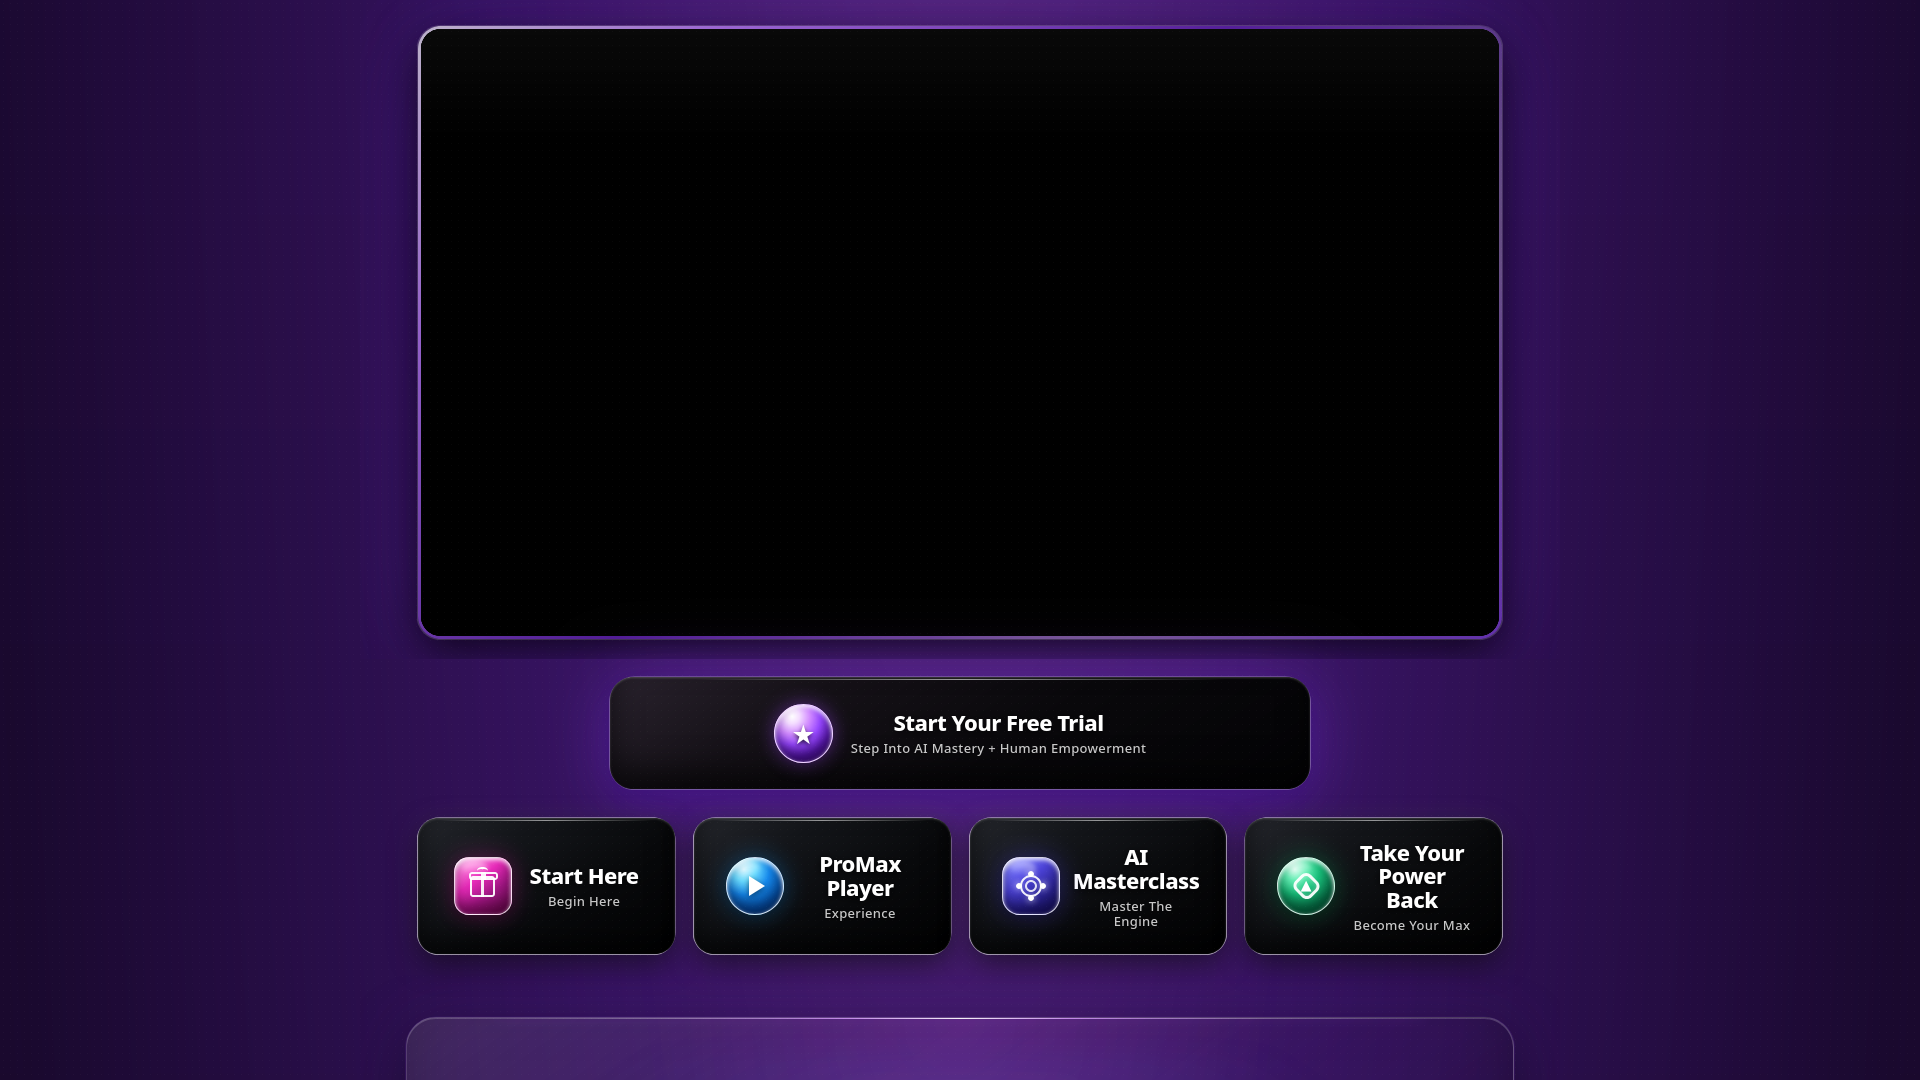 Start Your Free Trial
Step Into AI Mastery + Human Empowerment
Start Here
Begin Here
ProMax
Player
Experience
AI
Masterclass
Master The
Engine
Take Your
Power
Back
Become Your Max